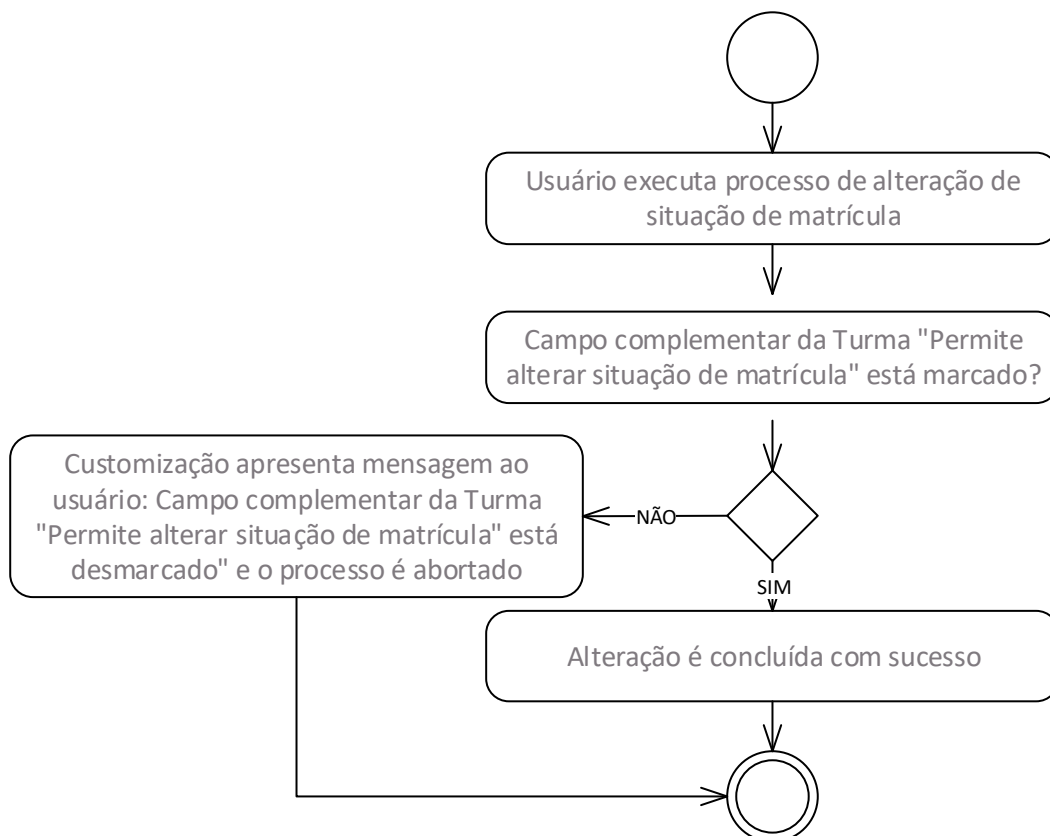 Usuário executa processo de alteração de
situação de matrícula
Campo complementar da Turma "Permite
alterar situação de matrícula" está marcado?
Customização apresenta mensagem ao
usuário: Campo complementar da Turma
"Permite alterar situação de matrícula" está
desmarcado" e o processo é abortado
NÃO
SIM
Alteração é concluída com sucesso